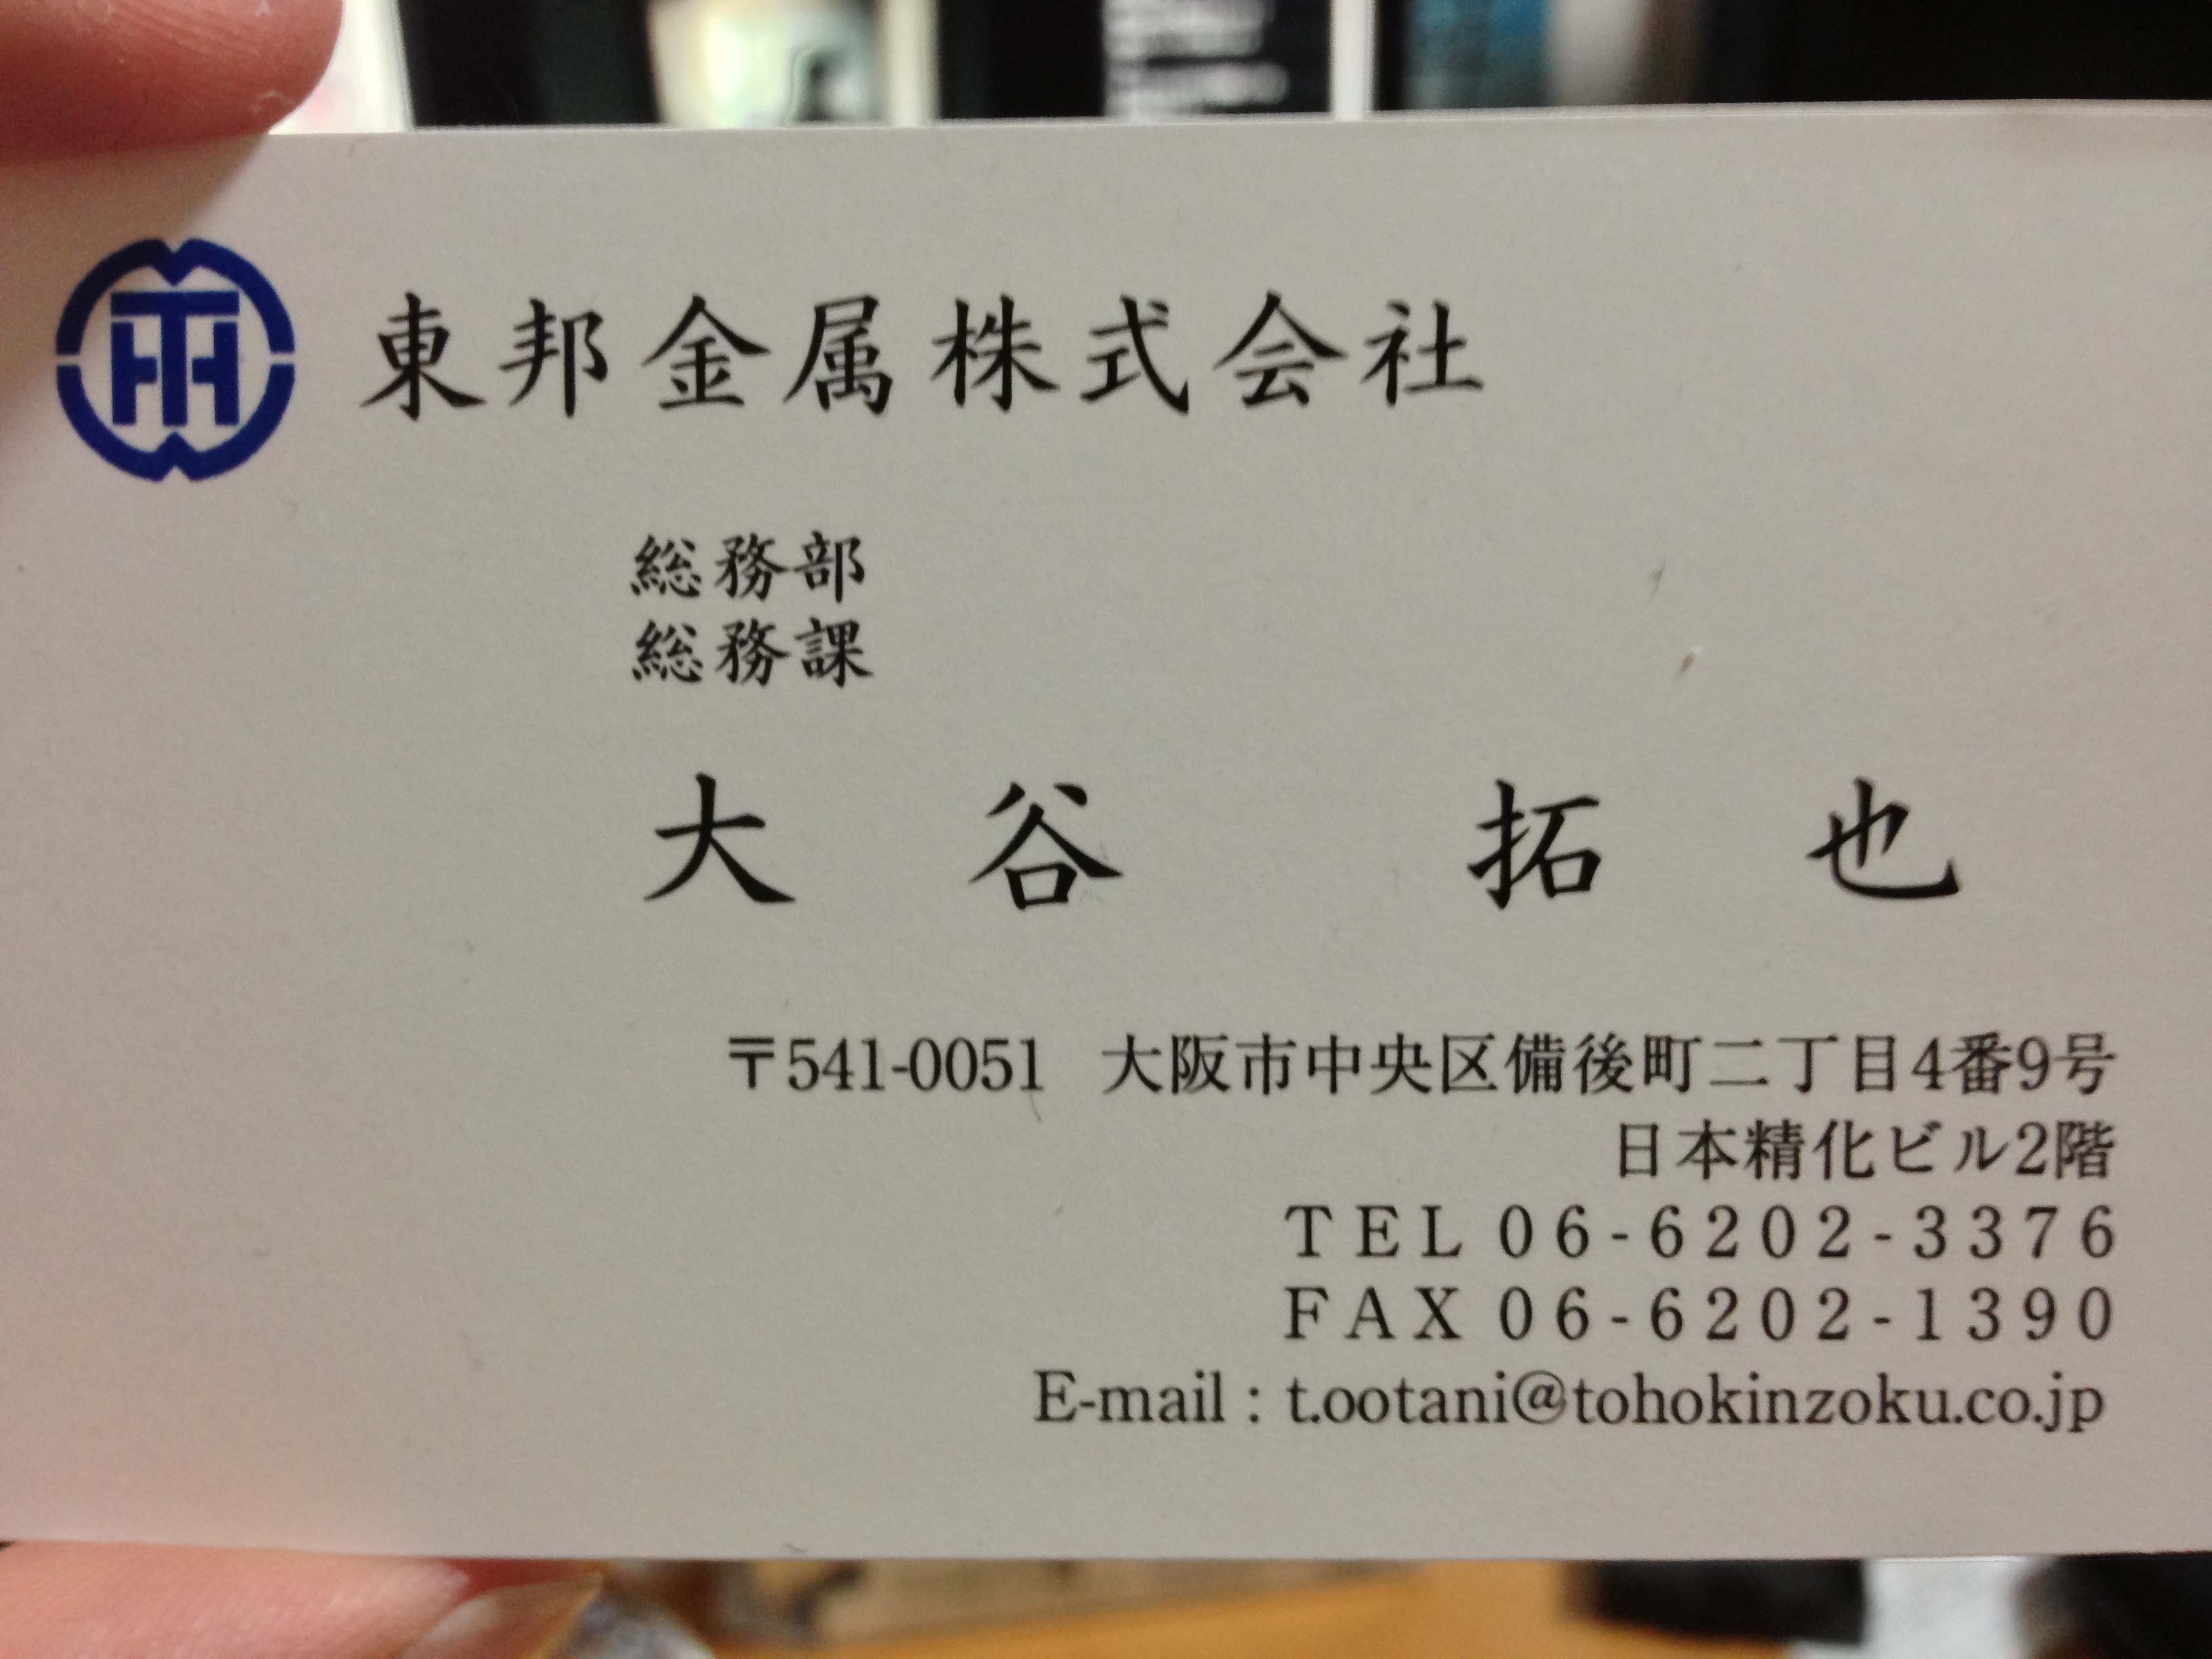 TH 東邦金属株式会社
総務部
総務課
大谷 拓也
〒541-0051 大阪市中央区備後町二丁目4番9号
日本精化ビル2階
TEL 06-6202-3376
FAX 06-6202-1390
E-mail : t.ootani@tohokinzoku.co.jp